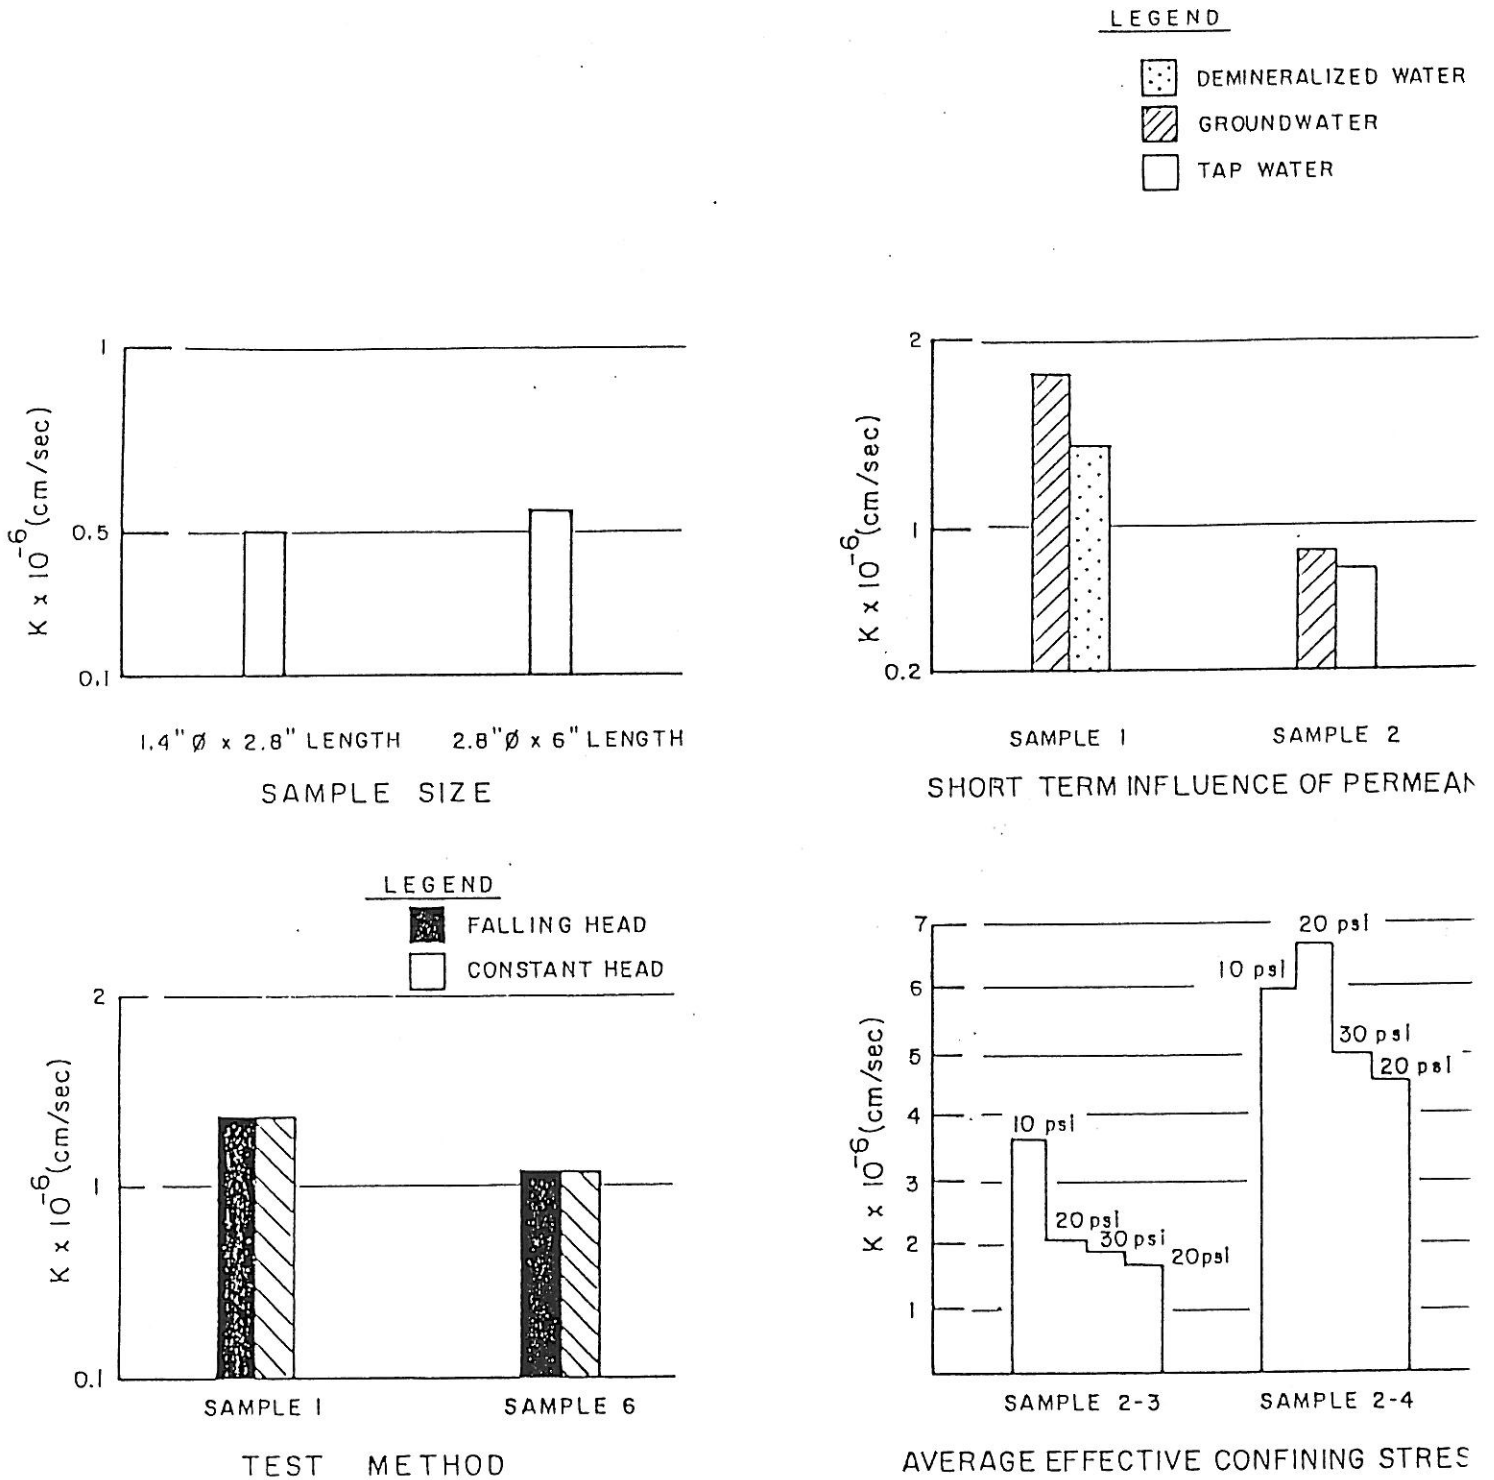 LEGEND
DEMINERALIZED WATER
GROUNDWATER
TAP WATER
1
0.5
0.1
K x 10⁻⁶ (cm/sec)
1.4"Ø x 2.8" LENGTH
2.8"Ø x 6" LENGTH
SAMPLE SIZE
2
1
0.2
K x 10⁻⁶ (cm/sec)
SAMPLE 1
SAMPLE 2
SHORT TERM INFLUENCE OF PERMEAN
LEGEND
FALLING HEAD
CONSTANT HEAD
2
1
0.1
K x 10⁻⁶ (cm/sec)
SAMPLE 1
SAMPLE 6
TEST METHOD
7
6
5
4
3
2
1
K x 10⁻⁶ (cm/sec)
10 psi
20 psi
30 psi
20psi
10 psi
20 psi
30 psi
20 psi
SAMPLE 2-3
SAMPLE 2-4
AVERAGE EFFECTIVE CONFINING STRES